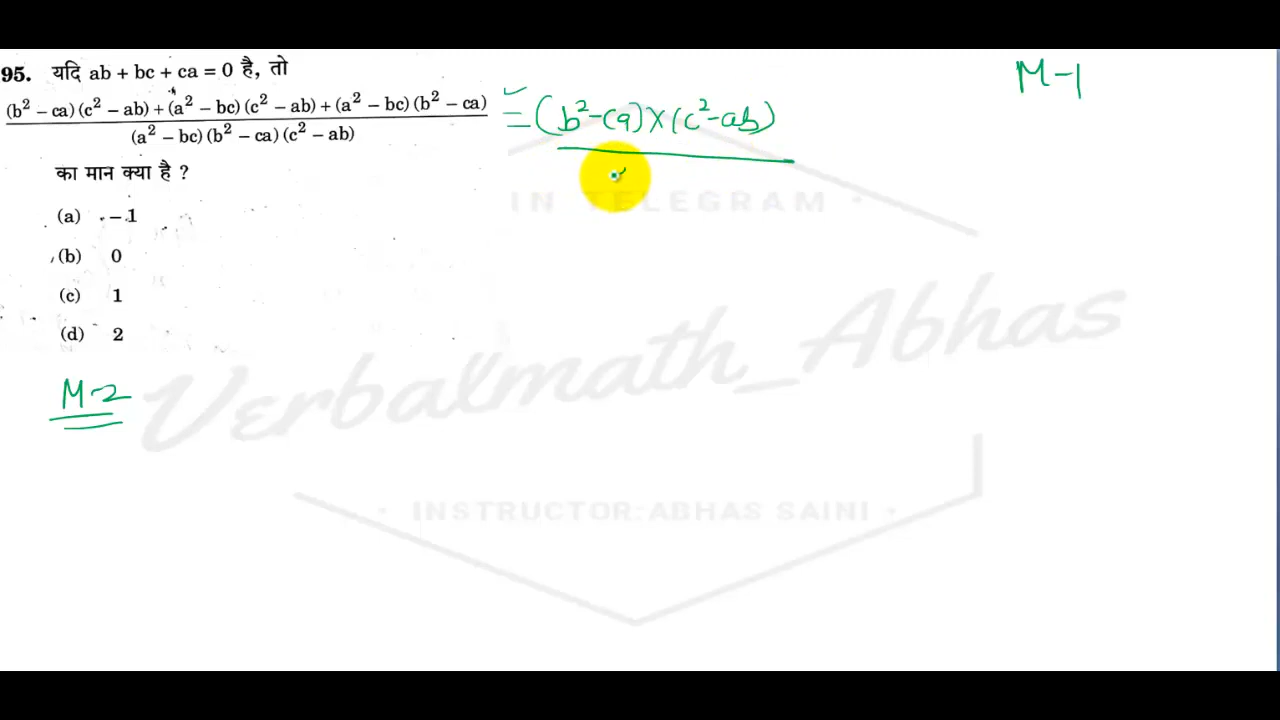 95. यदि ab + bc + ca = 0 है, तो
(b² – ca) (c² – ab) + (a² – bc) (c² – ab) + (a² – bc) (b² – ca)
(a² – bc) (b² – ca) (c² – ab)
का मान क्या है ?
(a) –1
(b) 0
(c) 1
(d) 2
M-2
= (b²-ca)×(c²-ab)
M-1
IN TELEGRAM
Verbalmath_Abhas
INSTRUCTOR:ABHAS SAINI